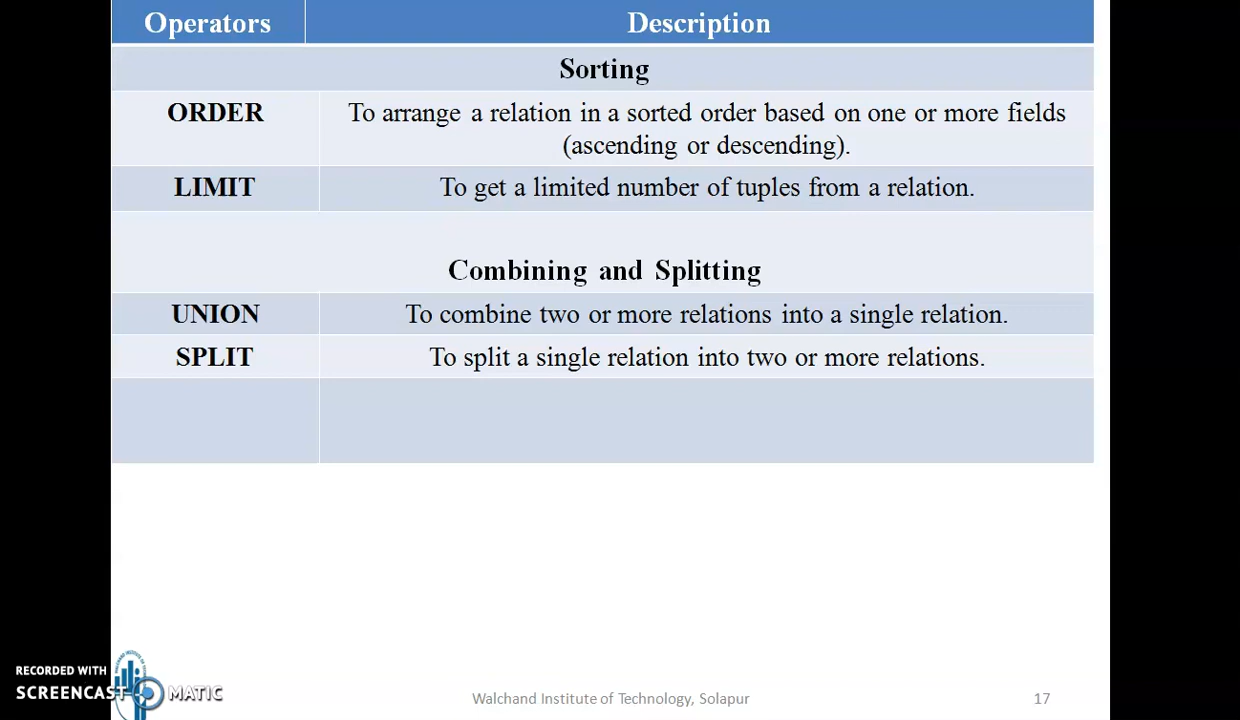 Operators Description
Sorting
ORDER To arrange a relation in a sorted order based on one or more fields
(ascending or descending).
LIMIT To get a limited number of tuples from a relation.
Combining and Splitting
UNION To combine two or more relations into a single relation.
SPLIT To split a single relation into two or more relations.
RECORDED WITH
SCREENCAST MATIC
Walchand Institute of Technology, Solapur 17